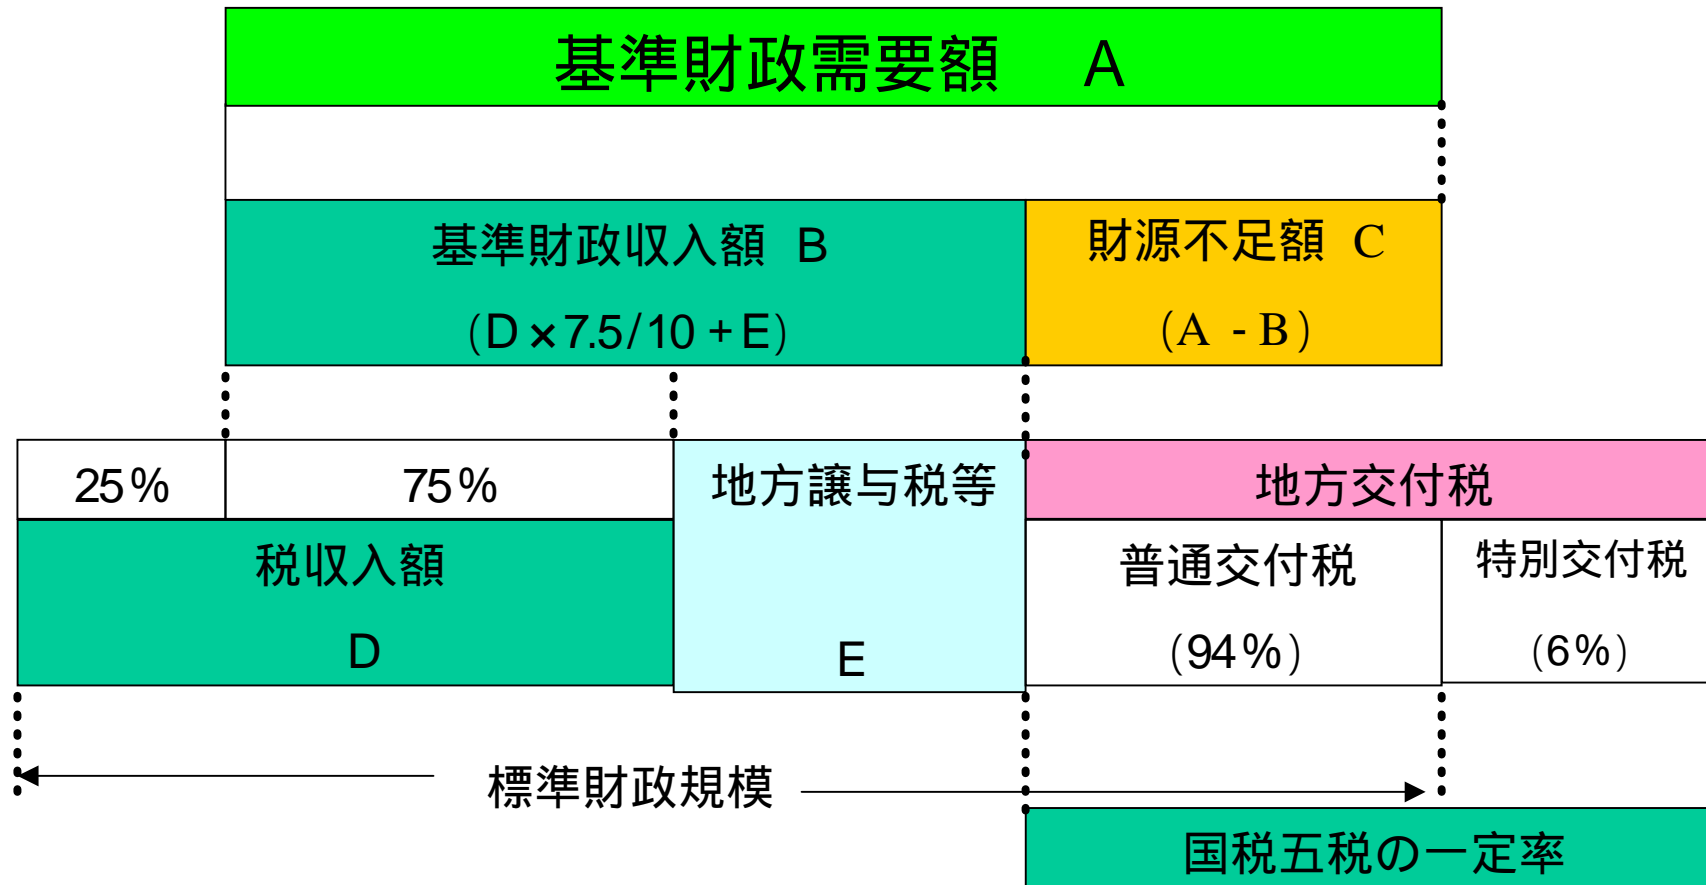 基準財政需要額 A
基準財政収入額 B
(D×7.5/10+E)
財源不足額 C
(A - B)
25%
75%
地方譲与税等
E
地方交付税
税収入額
D
普通交付税
(94%)
特別交付税
(6%)
標準財政規模
国税五税の一定率